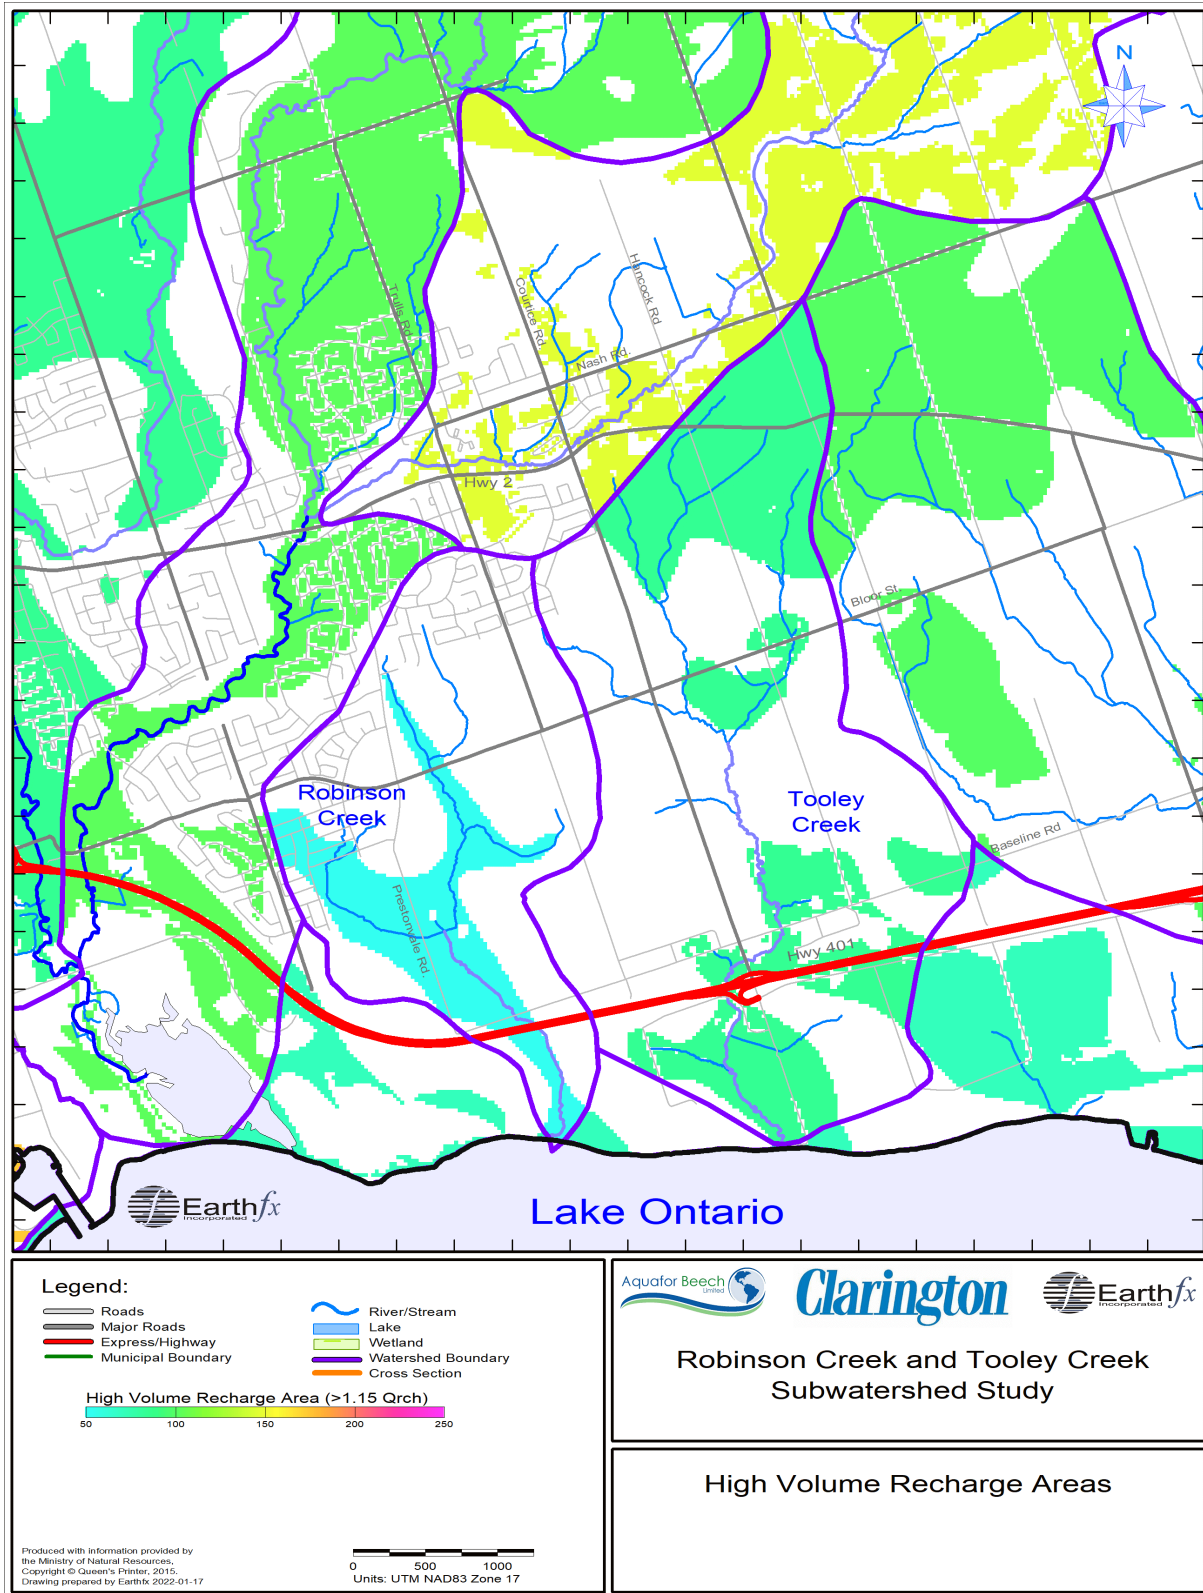 N
Trulls Rd.
Courtice Rd.
Hancock Rd
Nash Rd.
Hwy 2
Bloor St.
Robinson
Creek
Tooley
Creek
Baseline Rd
Prestonvale Rd.
Hwy 401
Earthfx
Incorporated
Lake Ontario
Legend:
Roads
Major Roads
Express/Highway
Municipal Boundary
River/Stream
Lake
Wetland
Watershed Boundary
Cross Section
High Volume Recharge Area (>1.15 Qrch)
50 100 150 200 250
Produced with information provided by
the Ministry of Natural Resources,
Copyright © Queen's Printer, 2015.
Drawing prepared by Earthfx 2022-01-17
0 500 1000
Units: UTM NAD83 Zone 17
Aquafor Beech
Limited
Clarington
Earthfx
Incorporated
Robinson Creek and Tooley Creek
Subwatershed Study
High Volume Recharge Areas